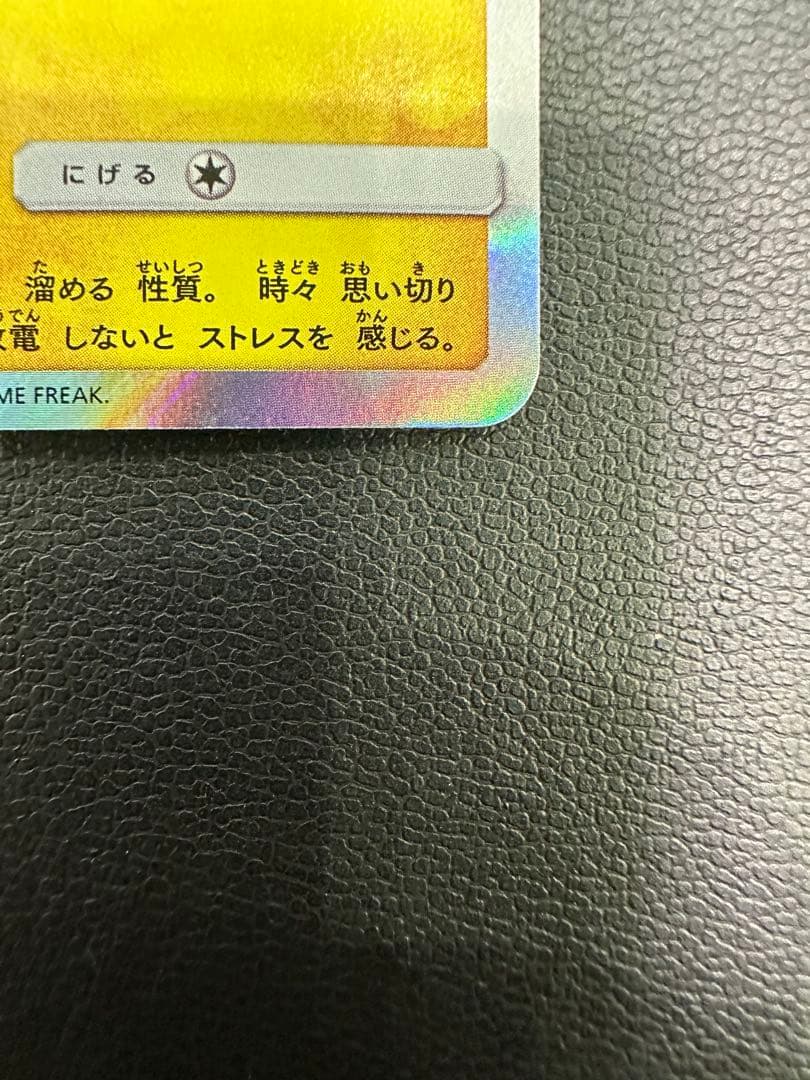 にげる
溜める 性質。 時々 思い切り
電 しないと ストレスを 感じる。
ME FREAK.